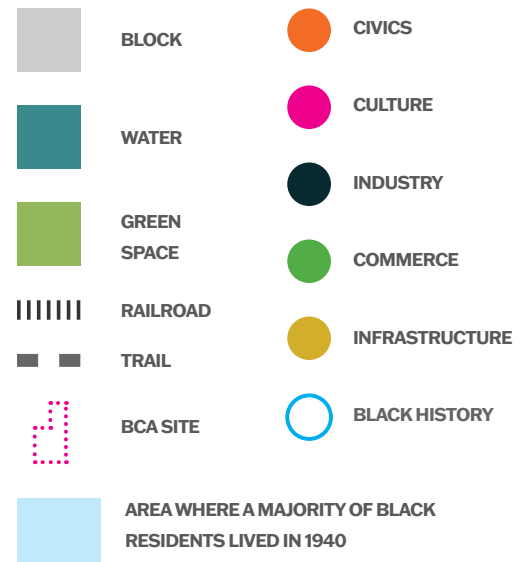 BLOCK
WATER
GREEN
SPACE
RAILROAD
TRAIL
BCA SITE
CIVICS
CULTURE
INDUSTRY
COMMERCE
INFRASTRUCTURE
BLACK HISTORY
AREA WHERE A MAJORITY OF BLACK
RESIDENTS LIVED IN 1940